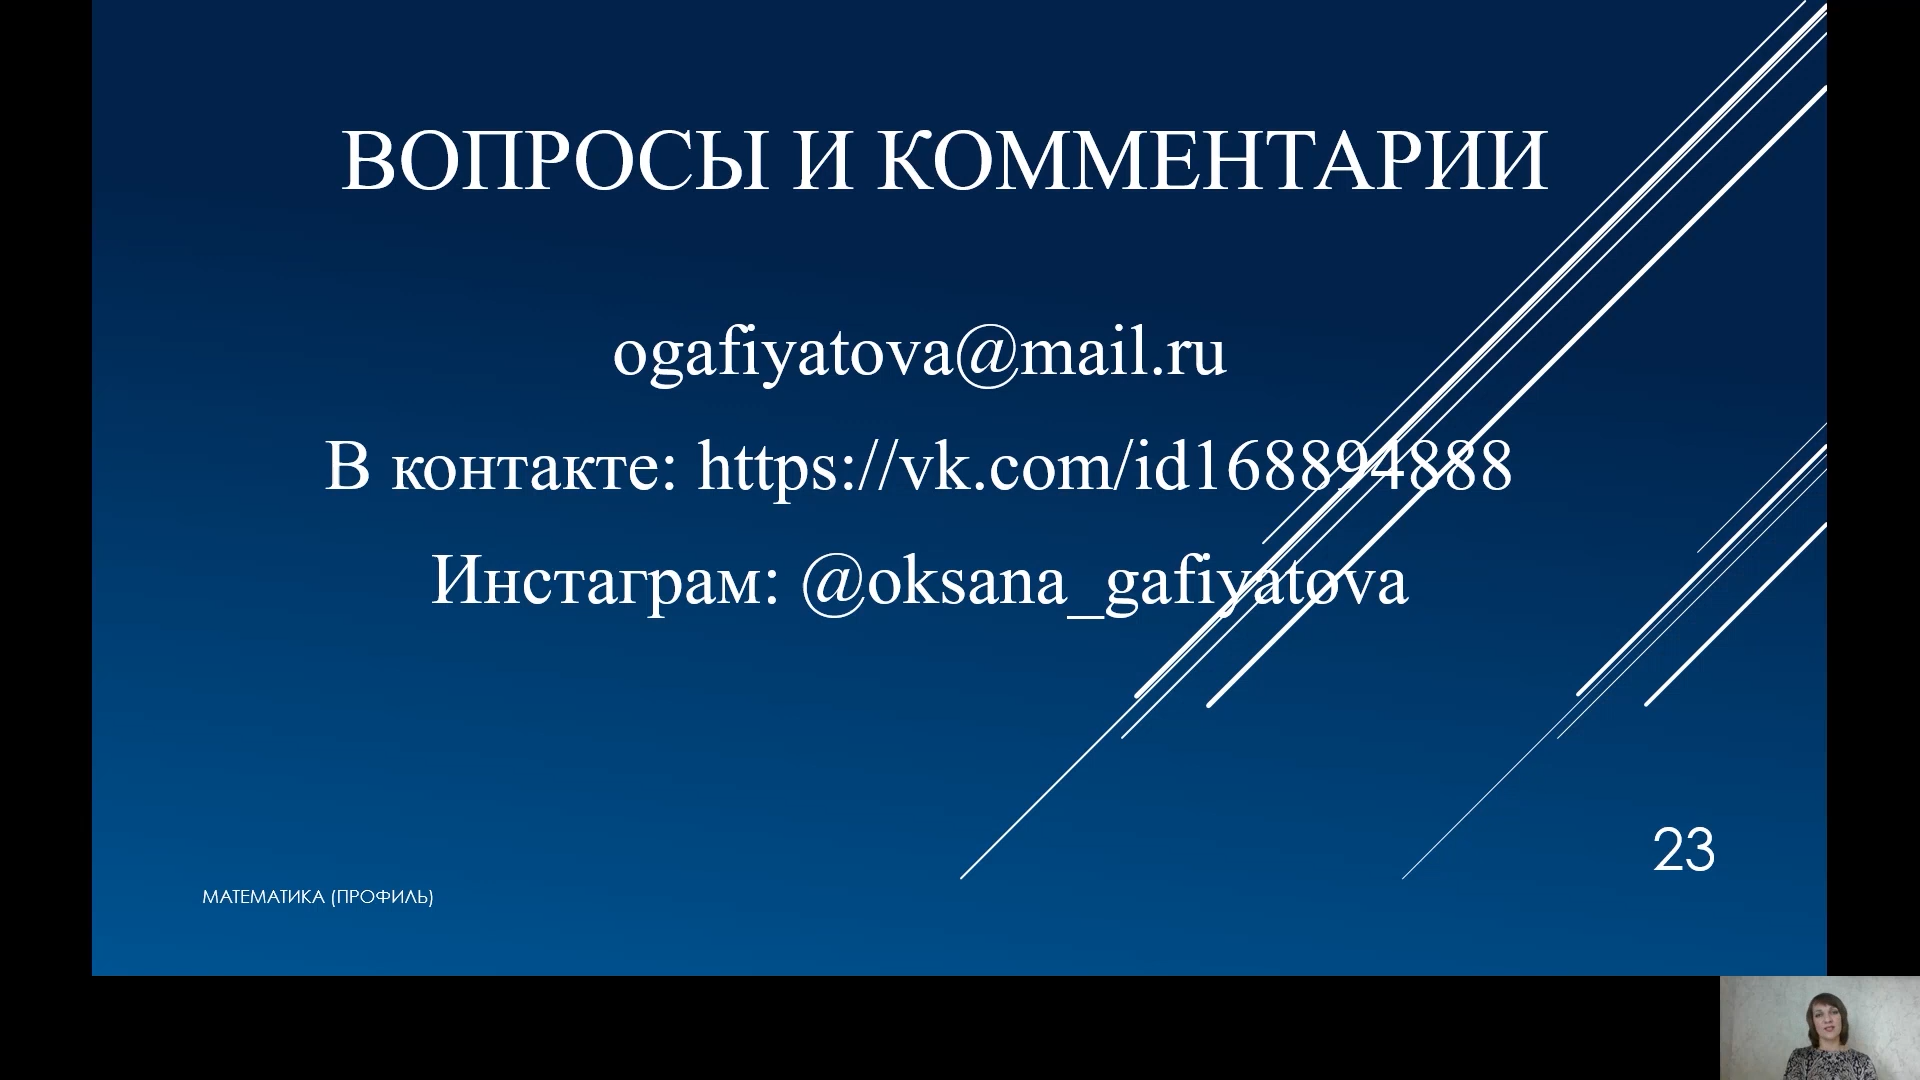 ВОПРОСЫ И КОММЕНТАРИИ
ogafiyatova@mail.ru
В контакте: https://vk.com/id168894888
Инстаграм: @oksana_gafiyatova
23
МАТЕМАТИКА (ПРОФИЛЬ)